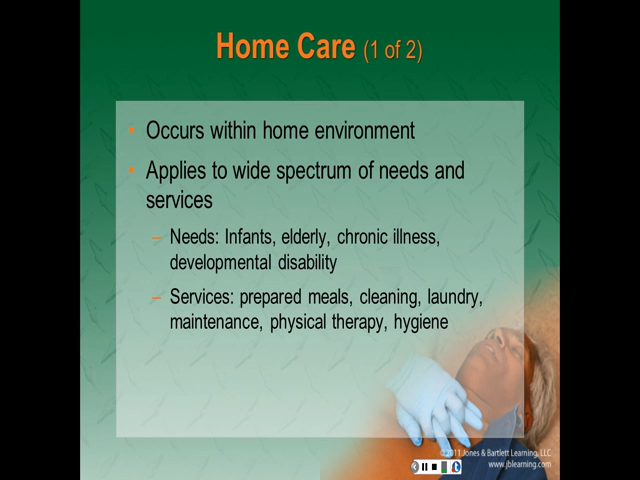 Home Care (1 of 2)
• Occurs within home environment
• Applies to wide spectrum of needs and
services
– Needs: Infants, elderly, chronic illness,
developmental disability
– Services: prepared meals, cleaning, laundry,
maintenance, physical therapy, hygiene
© 2011 Jones & Bartlett Learning, LLC
www.jblearning.com